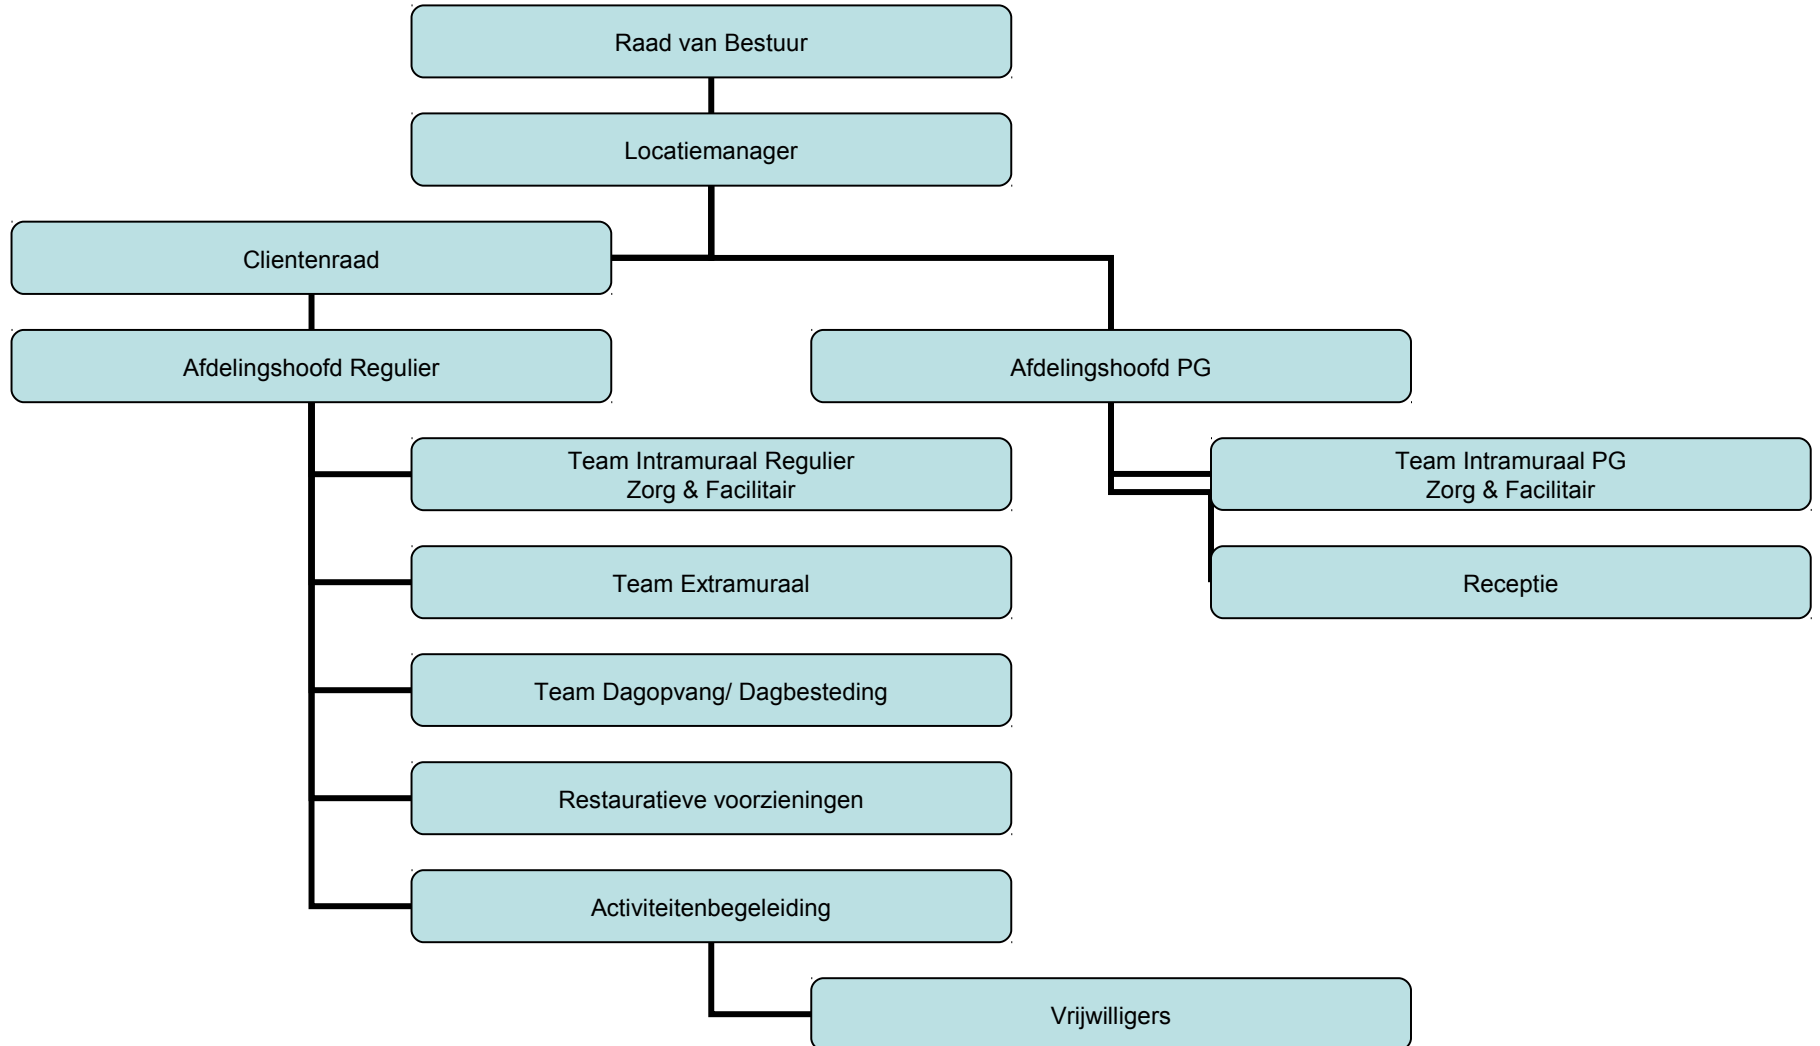 Raad van Bestuur
Locatiemanager
Clientenraad
Afdelingshoofd Regulier
Afdelingshoofd PG
Team Intramuraal Regulier
Zorg & Facilitair
Team Intramuraal PG
Zorg & Facilitair
Team Extramuraal
Receptie
Team Dagopvang/ Dagbesteding
Restauratieve voorzieningen
Activiteitenbegeleiding
Vrijwilligers